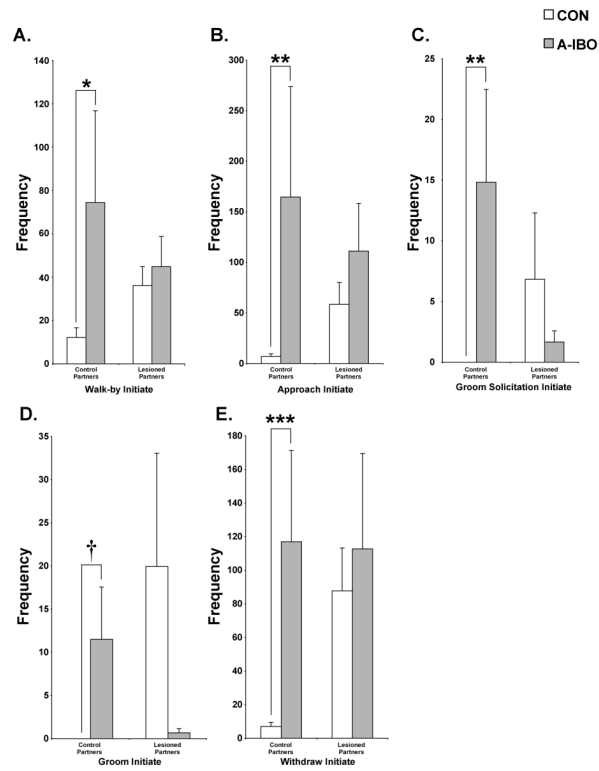 CON
A-IBO
A.
B.
C.
*
**
**
Frequency
140
120
100
80
60
40
20
0
Control Partners
Lesioned Partners
Walk-by Initiate
Frequency
300
250
200
150
100
50
0
Control Partners
Lesioned Partners
Approach Initiate
Frequency
25
20
15
10
5
0
Control Partners
Lesioned Partners
Groom Solicitation Initiate
D.
E.
†
***
Frequency
35
30
25
20
15
10
5
0
Control Partners
Lesioned Partners
Groom Initiate
Frequency
180
160
140
120
100
80
60
40
20
0
Control Partners
Lesioned Partners
Withdraw Initiate